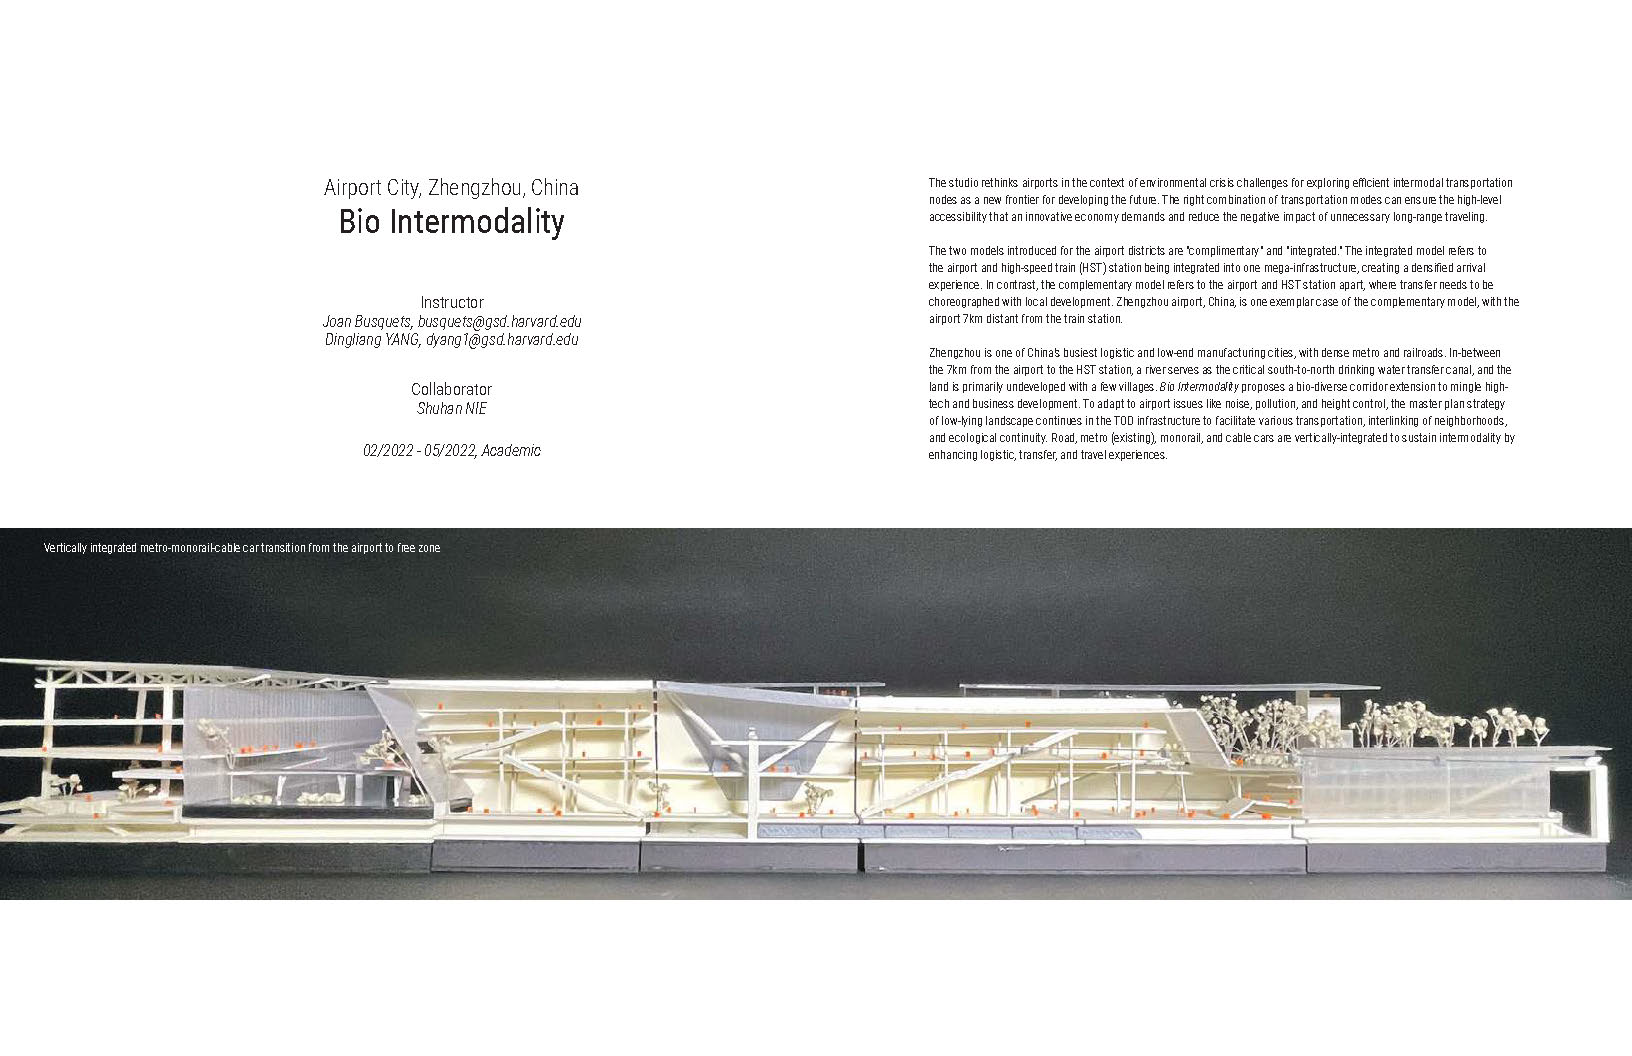 Airport City, Zhengzhou, China
Bio Intermodality
Instructor
Joan Busquets, busquets@gsd.harvard.edu
Dingliang YANG, dyang1@gsd.harvard.edu
Collaborator
Shuhan NIE
02/2022 - 05/2022, Academic
The studio rethinks airports in the context of environmental crisis challenges for exploring efficient intermodal transportation
nodes as a new frontier for developing the future. The right combination of transportation modes can ensure the high-level
accessibility that an innovative economy demands and reduce the negative impact of unnecessary long-range traveling.
The two models introduced for the airport districts are "complimentary" and "integrated." The integrated model refers to
the airport and high-speed train (HST) station being integrated into one mega-infrastructure, creating a densified arrival
experience. In contrast, the complementary model refers to the airport and HST station apart, where transfer needs to be
choreographed with local development. Zhengzhou airport, China, is one exemplar case of the complementary model, with the
airport 7km distant from the train station.
Zhengzhou is one of China's busiest logistic and low-end manufacturing cities, with dense metro and railroads. In-between
the 7km from the airport to the HST station, a river serves as the critical south-to-north drinking water transfer canal, and the
land is primarily undeveloped with a few villages. Bio Intermodality proposes a bio-diverse corridor extension to mingle high-
tech and business development. To adapt to airport issues like noise, pollution, and height control, the master plan strategy
of low-lying landscape continues in the TOD infrastructure to facilitate various transportation, interlinking of neighborhoods,
and ecological continuity. Road, metro (existing), monorail, and cable cars are vertically-integrated to sustain intermodality by
enhancing logistic, transfer, and travel experiences.
Vertically integrated metro-monorail-cable car transition from the airport to free zone